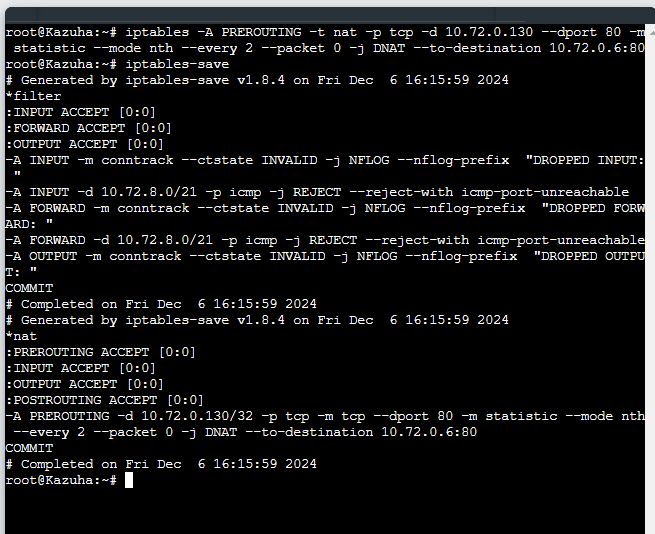 root@Kazuha:~# iptables -A PREROUTING -t nat -p tcp -d 10.72.0.130 --dport 80 -m
 statistic --mode nth --every 2 --packet 0 -j DNAT --to-destination 10.72.0.6:80
root@Kazuha:~# iptables-save
# Generated by iptables-save v1.8.4 on Fri Dec  6 16:15:59 2024
*filter
:INPUT ACCEPT [0:0]
:FORWARD ACCEPT [0:0]
:OUTPUT ACCEPT [0:0]
-A INPUT -m conntrack --ctstate INVALID -j NFLOG --nflog-prefix  "DROPPED INPUT:
 "
-A INPUT -d 10.72.8.0/21 -p icmp -j REJECT --reject-with icmp-port-unreachable
-A FORWARD -m conntrack --ctstate INVALID -j NFLOG --nflog-prefix  "DROPPED FORW
ARD: "
-A FORWARD -d 10.72.8.0/21 -p icmp -j REJECT --reject-with icmp-port-unreachable
-A OUTPUT -m conntrack --ctstate INVALID -j NFLOG --nflog-prefix  "DROPPED OUTPU
T: "
COMMIT
# Completed on Fri Dec  6 16:15:59 2024
# Generated by iptables-save v1.8.4 on Fri Dec  6 16:15:59 2024
*nat
:PREROUTING ACCEPT [0:0]
:INPUT ACCEPT [0:0]
:OUTPUT ACCEPT [0:0]
:POSTROUTING ACCEPT [0:0]
-A PREROUTING -d 10.72.0.130/32 -p tcp -m tcp --dport 80 -m statistic --mode nth
 --every 2 --packet 0 -j DNAT --to-destination 10.72.0.6:80
COMMIT
# Completed on Fri Dec  6 16:15:59 2024
root@Kazuha:~#